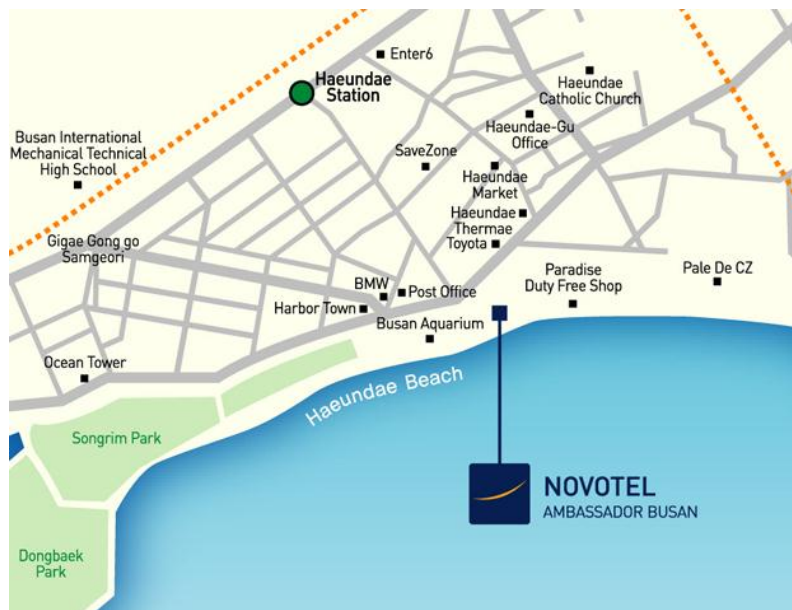 Enter6
Haeundae
Station
Haeundae
Catholic Church
Haeundae-Gu
Office
Busan International
Mechanical Technical
High School
SaveZone
Haeundae
Market
Haeundae
Thermae
Toyota
Gigae Gong go
Samgeori
BMW
Post Office
Paradise
Duty Free Shop
Pale De CZ
Harbor Town
Busan Aquarium
Ocean Tower
Haeundae Beach
Songrim Park
NOVOTEL
AMBASSADOR BUSAN
Dongbaek
Park